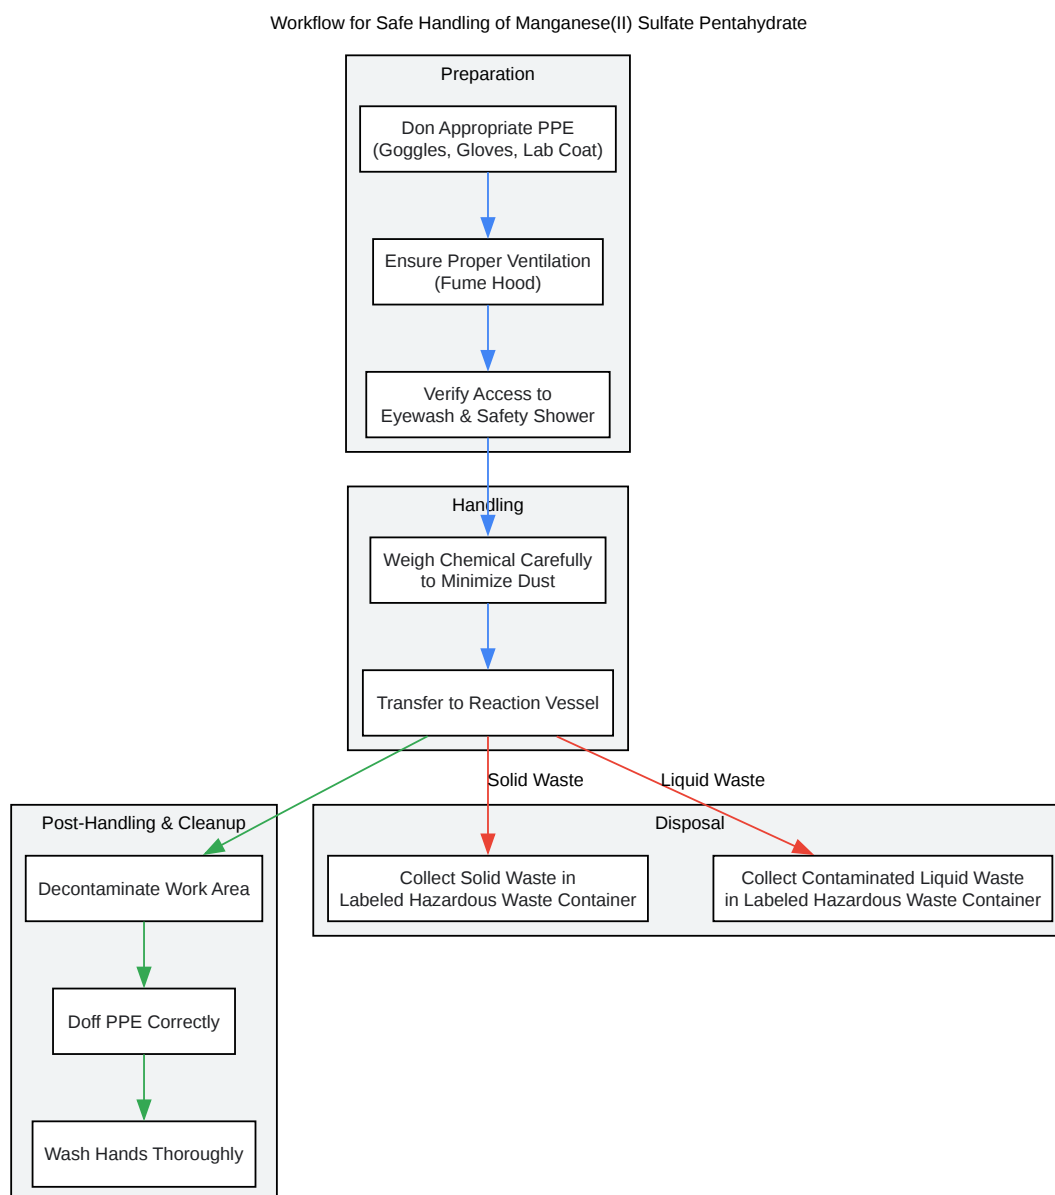 Workflow for Safe Handling of Manganese(II) Sulfate Pentahydrate
Preparation
Don Appropriate PPE
(Goggles, Gloves, Lab Coat)
Ensure Proper Ventilation
(Fume Hood)
Verify Access to
Eyewash & Safety Shower
Handling
Weigh Chemical Carefully
to Minimize Dust
Transfer to Reaction Vessel
Solid Waste
Liquid Waste
Post-Handling & Cleanup
Decontaminate Work Area
Doff PPE Correctly
Wash Hands Thoroughly
Disposal
Collect Solid Waste in
Labeled Hazardous Waste Container
Collect Contaminated Liquid Waste
in Labeled Hazardous Waste Container